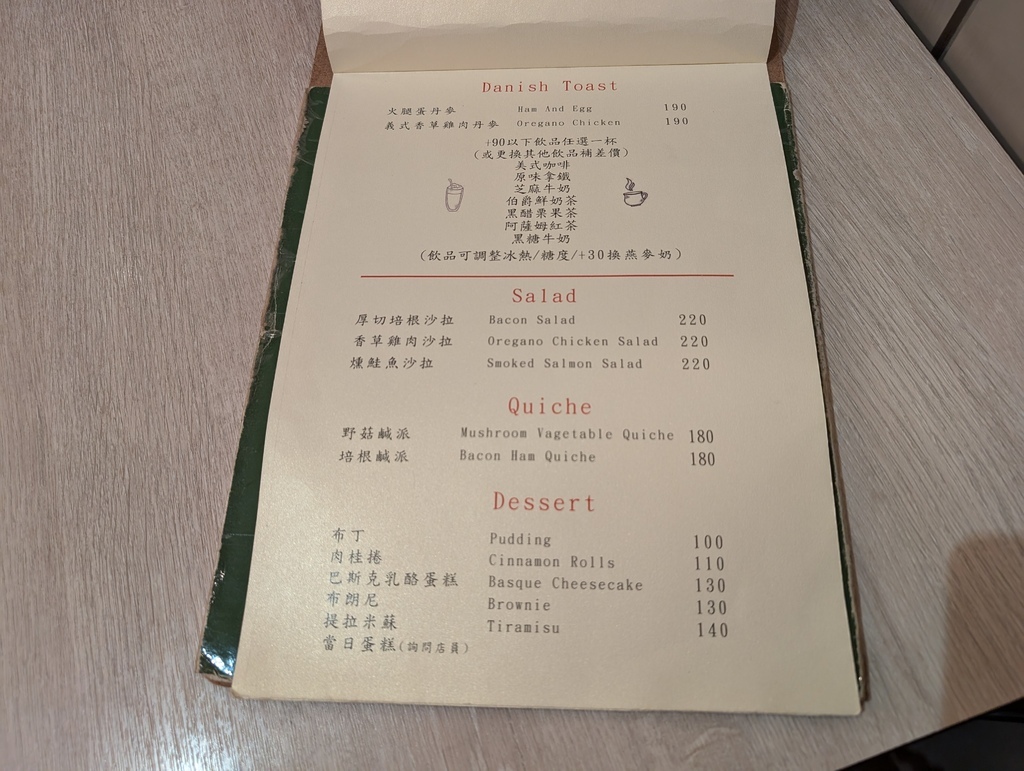 Danish Toast
火腿蛋丹麥 Ham And Egg 190
義式香草雞肉丹麥 Oregano Chicken 190
+90以下飲品任選一杯
(或更換其他飲品補差價)
美式咖啡
原味拿鐵
芝麻牛奶
伯爵鮮奶茶
黑醋栗果茶
阿薩姆紅茶
黑糖牛奶
(飲品可調整冰熱/糖度/+30換燕麥奶)
Salad
厚切培根沙拉 Bacon Salad 220
香草雞肉沙拉 Oregano Chicken Salad 220
燻鮭魚沙拉 Smoked Salmon Salad 220
Quiche
野菇鹹派 Mushroom Vagetable Quiche 180
培根鹹派 Bacon Ham Quiche 180
Dessert
布丁 Pudding 100
肉桂捲 Cinnamon Rolls 110
巴斯克乳酪蛋糕 Basque Cheesecake 130
布朗尼 Brownie 130
提拉米蘇 Tiramisu 140
當日蛋糕(詢問店員)